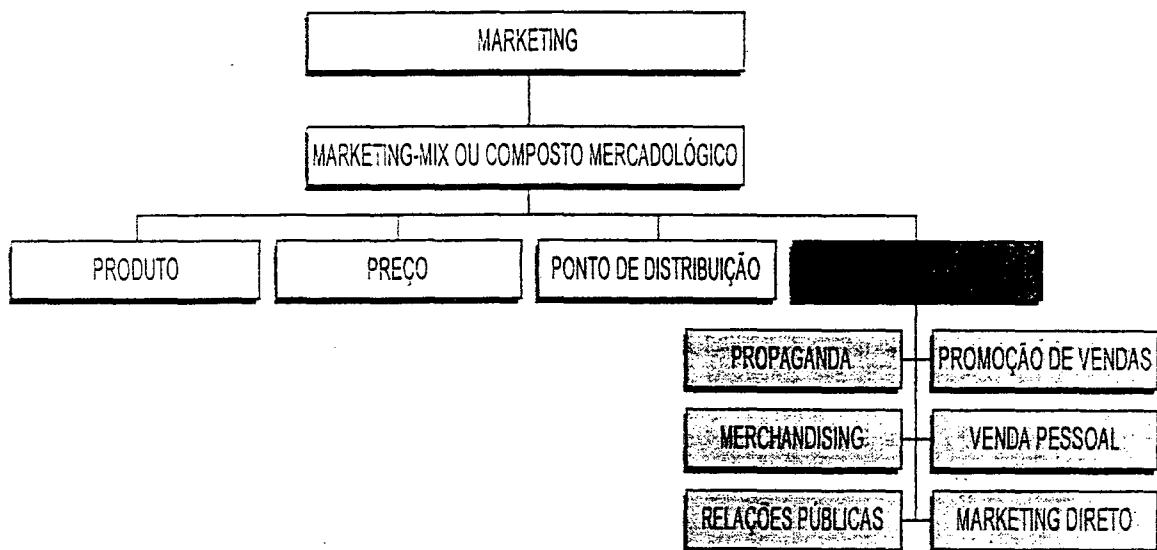 MARKETING
MARKETING-MIX OU COMPOSTO MERCADOLÓGICO
PRODUTO
PREÇO
PONTO DE DISTRIBUIÇÃO
PROPAGANDA
PROMOÇÃO DE VENDAS
MERCHANDISING
VENDA PESSOAL
RELAÇÕES PÚBLICAS
MARKETING DIRETO